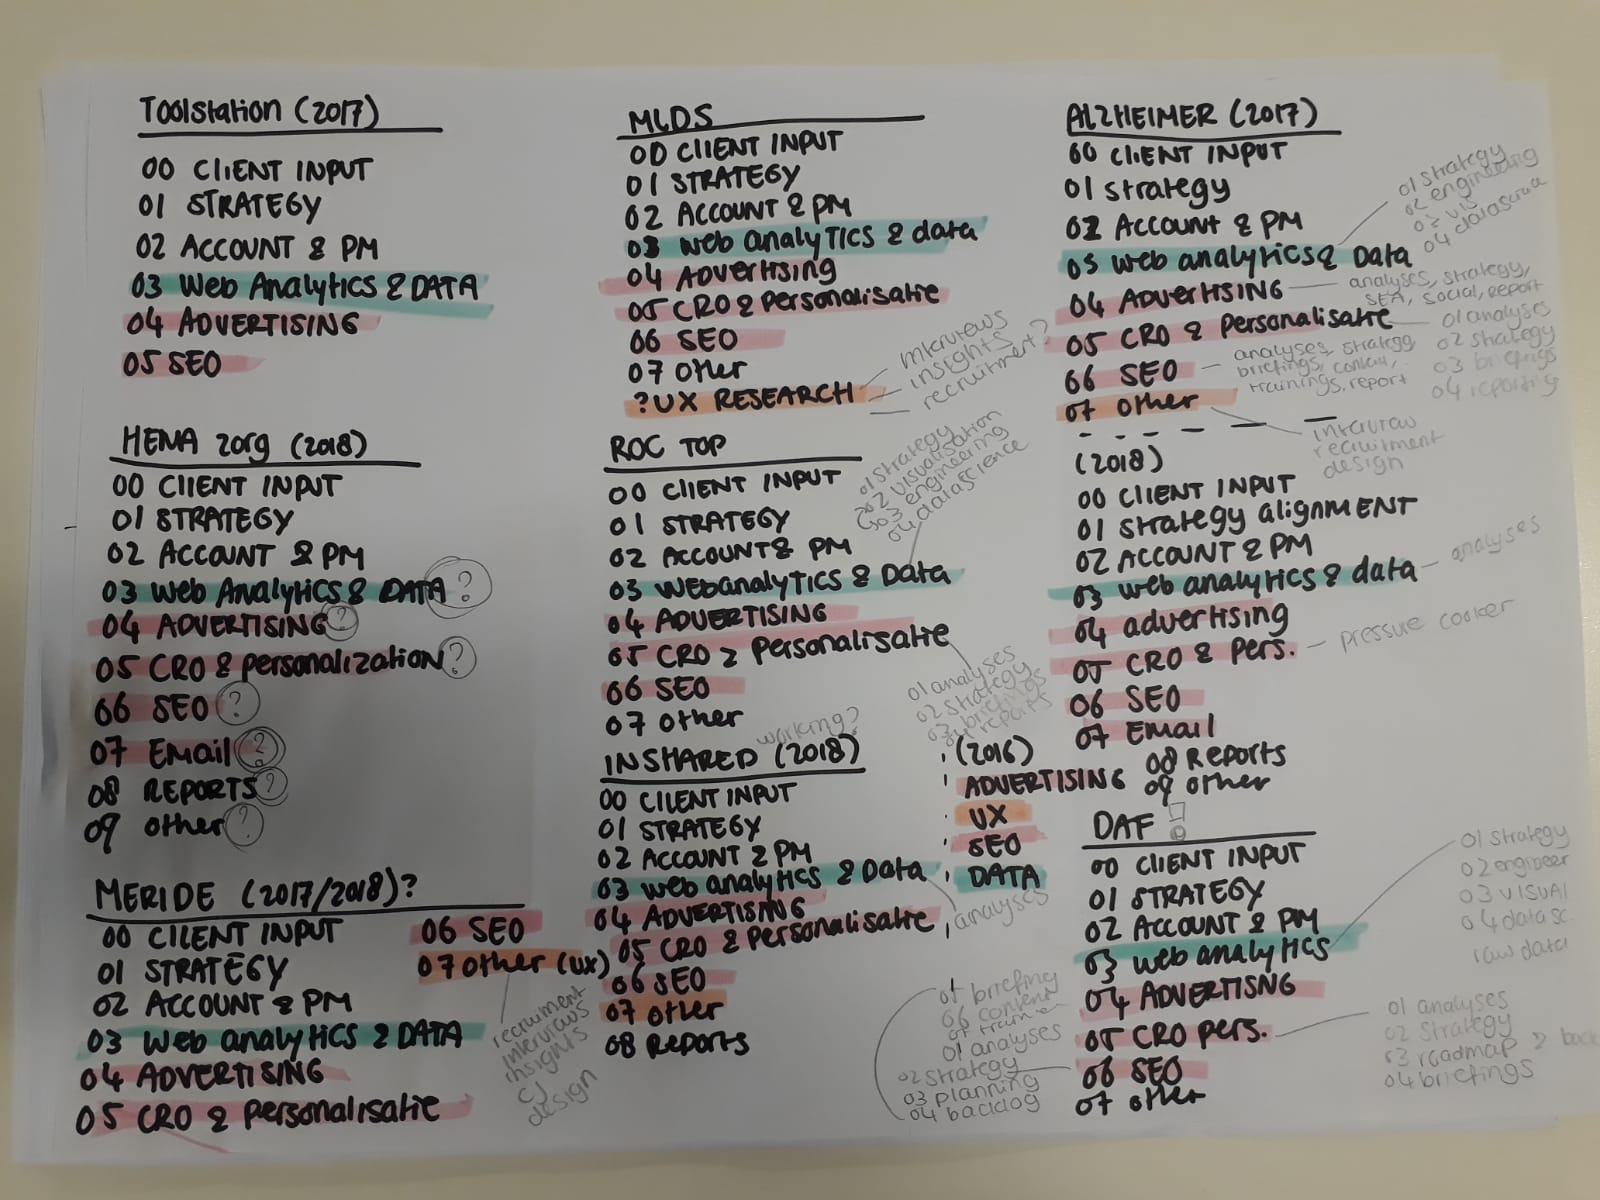 Toolstation (2017)
00 CLIENT INPUT
01 STRATEGY
02 ACCOUNT & PM
03 Web Analytics & DATA
04 ADVERTISING
05 SEO
HEMA zorg (2018)
00 CLIENT INPUT
01 STRATEGY
02 ACCOUNT & PM
03 Web Analytics & DATA ?
04 ADVERTISING ?
05 CRO & personalization ?
06 SEO ?
07 Email ?
08 REPORTS ?
09 other ?
MERIDE (2017/2018)?
00 CLIENT INPUT
01 STRATEGY
02 ACCOUNT & PM
03 Web analytics & DATA
04 ADVERTISING
05 CRO & personalisatie
06 SEO
07 other (UX)
recruitment
interviews
insights
CJ
design
MLDS
00 CLIENT INPUT
01 STRATEGY
02 ACCOUNT & PM
03 web analyTICS & data
04 ADvertising
05 CRO & personalisatie
06 SEO
07 other
? UX RESEARCH
interviews
insights
recruitment?
ROC TOP
00 CLIENT INPUT
01 STRATEGY
02 ACCOUNT & PM
03 WebanalyTICS & Data
04 ADVERTISING
05 CRO & Personalisatie
06 SEO
07 other
01 strategy
02 visualisation
03 engineering
04 datascience
01 analyses
02 strategy
03 briefings
04 reports
working?
INSHARED (2018)
00 CLIENT INPUT
01 STRATEGY
02 ACCOUNT & PM
03 web analytics & Data
04 ADVERTISING
05 CRO & Personalisatie
06 SEO
07 other
08 Reports
analyses
(2016)
ADVERTISING
UX
SEO
DATA
05 briefing
06 content
01 analyses
02 strategy
03 planning
04 backlog
ALZHEIMER (2017)
00 CLIENT INPUT
01 strategy
02 Account & PM
03 web analytics & Data
04 ADVERTISING
05 CRO & Personalisatie
06 SEO
07 other
01 strategy
02 engineering
03 vis
04 datascience
analyses, strategy,
SEA, social, report
01 analyses
02 strategy
03 briefings
04 reporting
analyses, strategy
briefings, content,
trainings, report
interview
recruitment
design
(2018)
00 CLIENT INPUT
01 strategy alignMENT
02 ACCOUNT & PM
03 web analytics & data
04 advertising
05 CRO & Pers.
06 SEO
07 Email
08 Reports
09 other
analyses
pressure cooker
DAF !
00 CLIENT INPUT
01 STRATEGY
02 ACCOUNT & PM
03 web analytics
04 ADVERTISNG
05 CRO pers.
06 SEO
07 other
01 strategy
02 engineer
03 visual
04 data sc.
raw data
01 analyses
02 strategy
03 roadmap & back
04 briefings